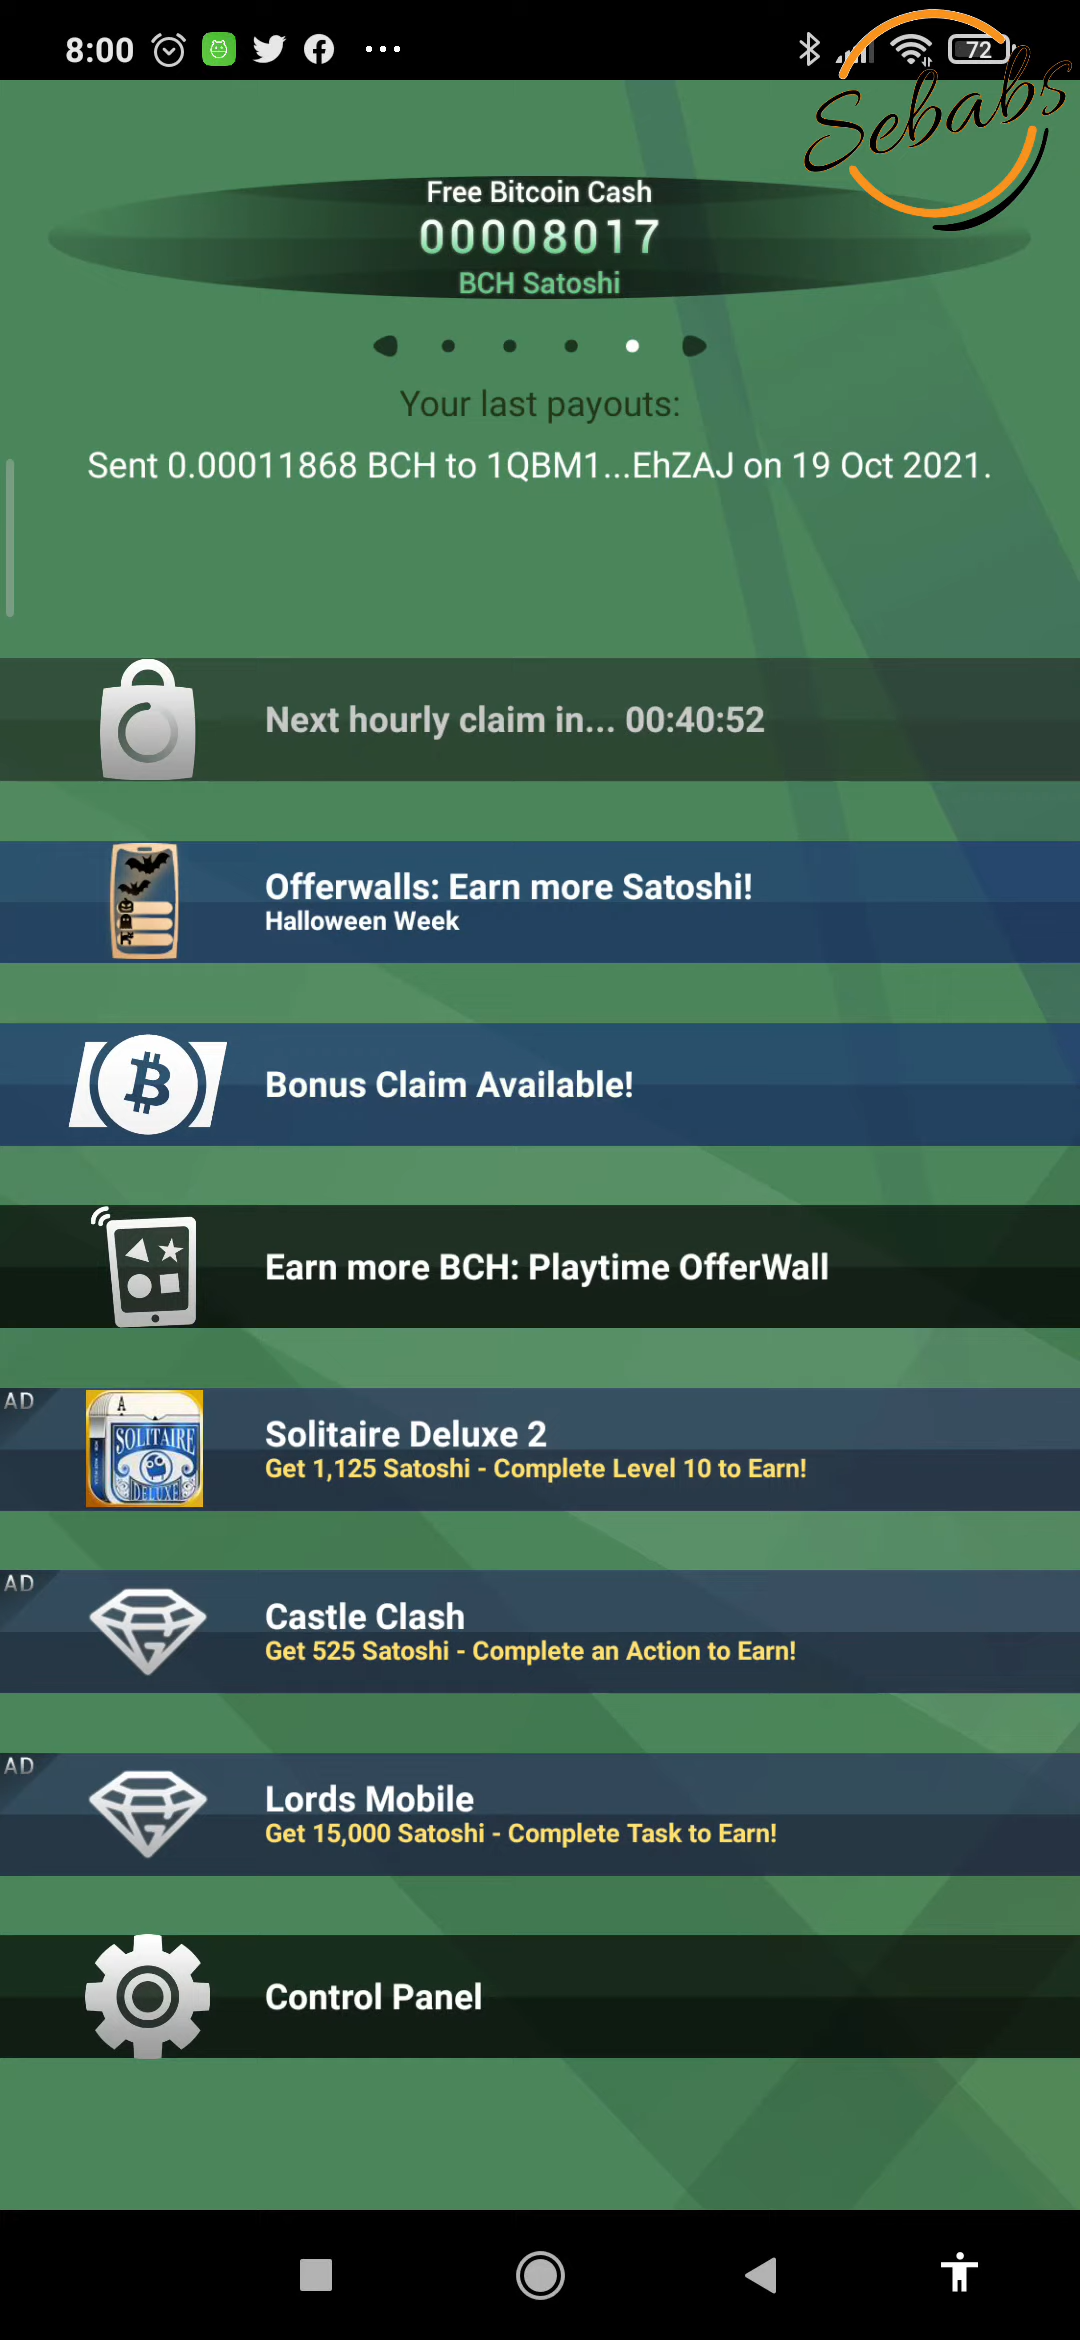 8:00
72
Sebabs
Free Bitcoin Cash
00008017
BCH Satoshi
Your last payouts:
Sent 0.00011868 BCH to 1QBM1...EhZAJ on 19 Oct 2021.
Next hourly claim in... 00:40:52
Offerwalls: Earn more Satoshi!
Halloween Week
Bonus Claim Available!
Earn more BCH: Playtime OfferWall
AD
A
SOLITAIRE
DELUXE
Solitaire Deluxe 2
Get 1,125 Satoshi - Complete Level 10 to Earn!
AD
Castle Clash
Get 525 Satoshi - Complete an Action to Earn!
AD
Lords Mobile
Get 15,000 Satoshi - Complete Task to Earn!
Control Panel